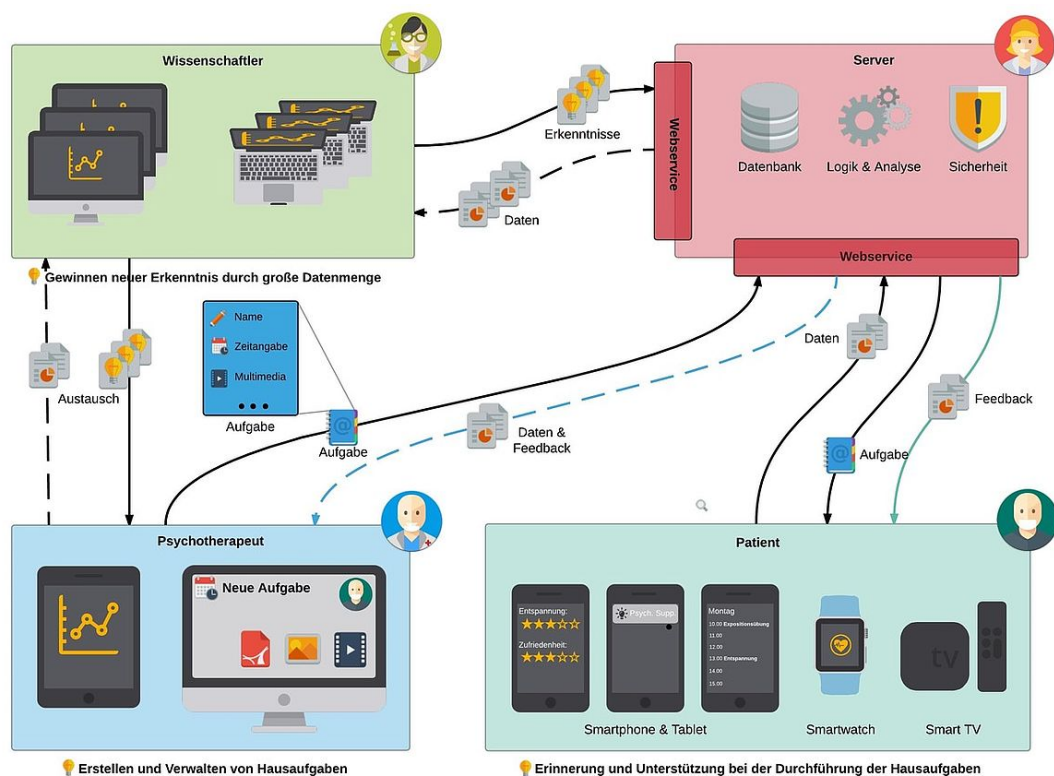 Wissenschaftler
Server
Webservice
Erkenntnisse
Daten
Datenbank
Logik & Analyse
Sicherheit
Webservice
Gewinnen neuer Erkenntnis durch große Datenmenge
Name
Zeitangabe
Multimedia
Aufgabe
Aufgabe
Austausch
Daten &
Feedback
Daten
Aufgabe
Feedback
Psychotherapeut
Neue Aufgabe
Patient
Entspannung:
Zufriedenheit:
Psych. Supp.
Montag
10.00 Expositionsübung
11.00
12.00
13.00 Entspannung
14.00
15.00
tv
Smartphone & Tablet
Smartwatch
Smart TV
Erstellen und Verwalten von Hausaufgaben
Erinnerung und Unterstützung bei der Durchführung der Hausaufgaben